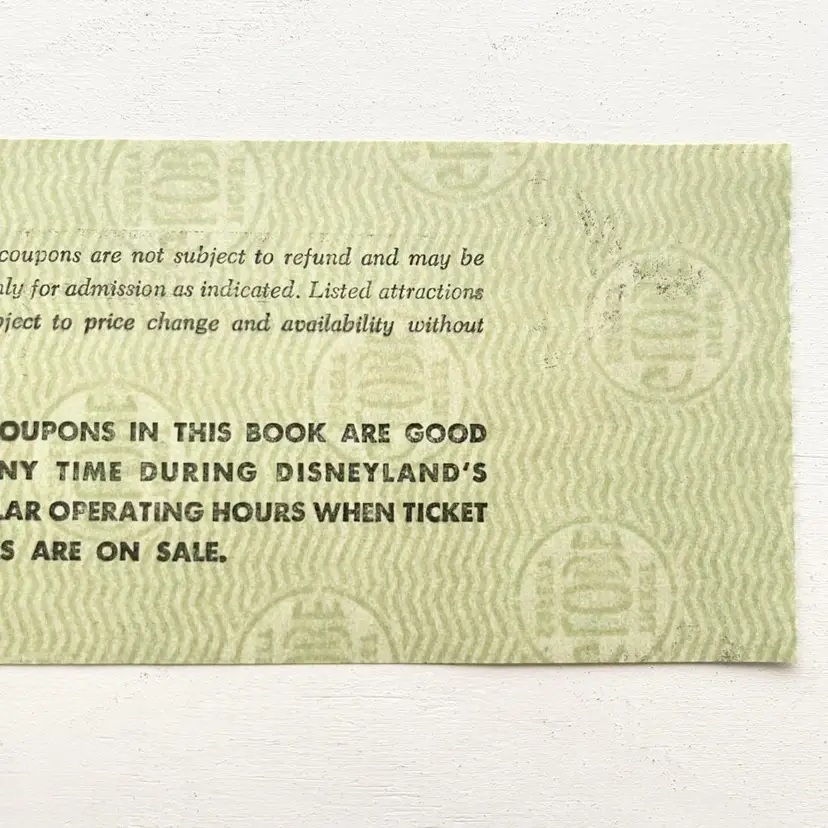 coupons are not subject to refund and may be
nly for admission as indicated. Listed attractions
ject to price change and availability without
OUPONS IN THIS BOOK ARE GOOD
NY TIME DURING DISNEYLAND'S
LAR OPERATING HOURS WHEN TICKET
S ARE ON SALE.